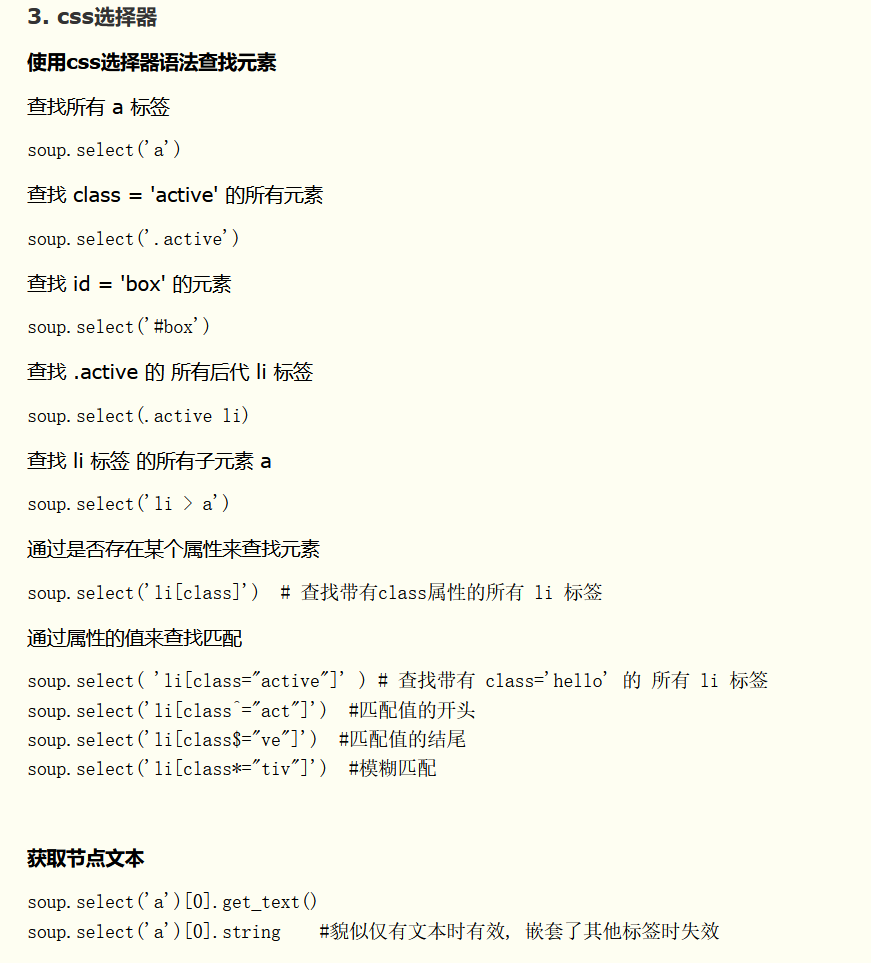 3. css选择器
使用css选择器语法查找元素
查找所有 a 标签
soup.select('a')
查找 class = 'active' 的所有元素
soup.select('.active')
查找 id = 'box' 的元素
soup.select('#box')
查找 .active 的 所有后代 li 标签
soup.select(.active li)
查找 li 标签 的所有子元素 a
soup.select('li > a')
通过是否存在某个属性来查找元素
soup.select('li[class]')  # 查找带有class属性的所有 li 标签
通过属性的值来查找匹配
soup.select( 'li[class="active"]' ) # 查找带有 class='hello' 的 所有 li 标签
soup.select('li[class^="act"]')  #匹配值的开头
soup.select('li[class$="ve"]')  #匹配值的结尾
soup.select('li[class*="tiv"]')  #模糊匹配
获取节点文本
soup.select('a')[0].get_text()
soup.select('a')[0].string    #貌似仅有文本时有效, 嵌套了其他标签时失效